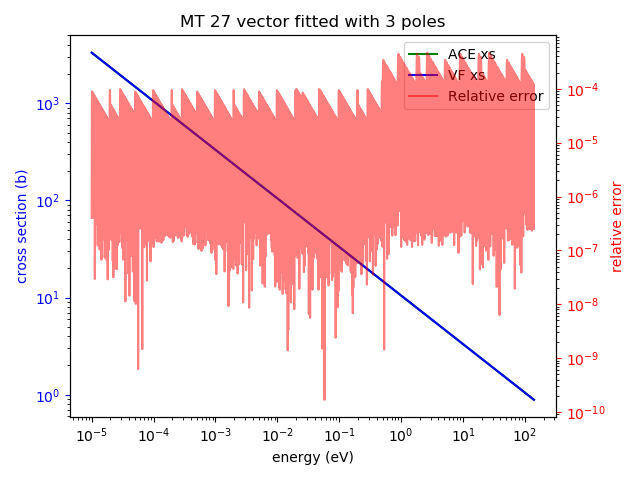 MT 27 vector fitted with 3 poles
ACE xs
VF xs
Relative error
cross section (b)
10³
10²
10¹
10⁰
10⁻⁴
10⁻⁵
10⁻⁶
10⁻⁷
10⁻⁸
10⁻⁹
10⁻¹⁰
relative error
10⁻⁵
10⁻⁴
10⁻³
10⁻²
10⁻¹
10⁰
10¹
10²
energy (eV)